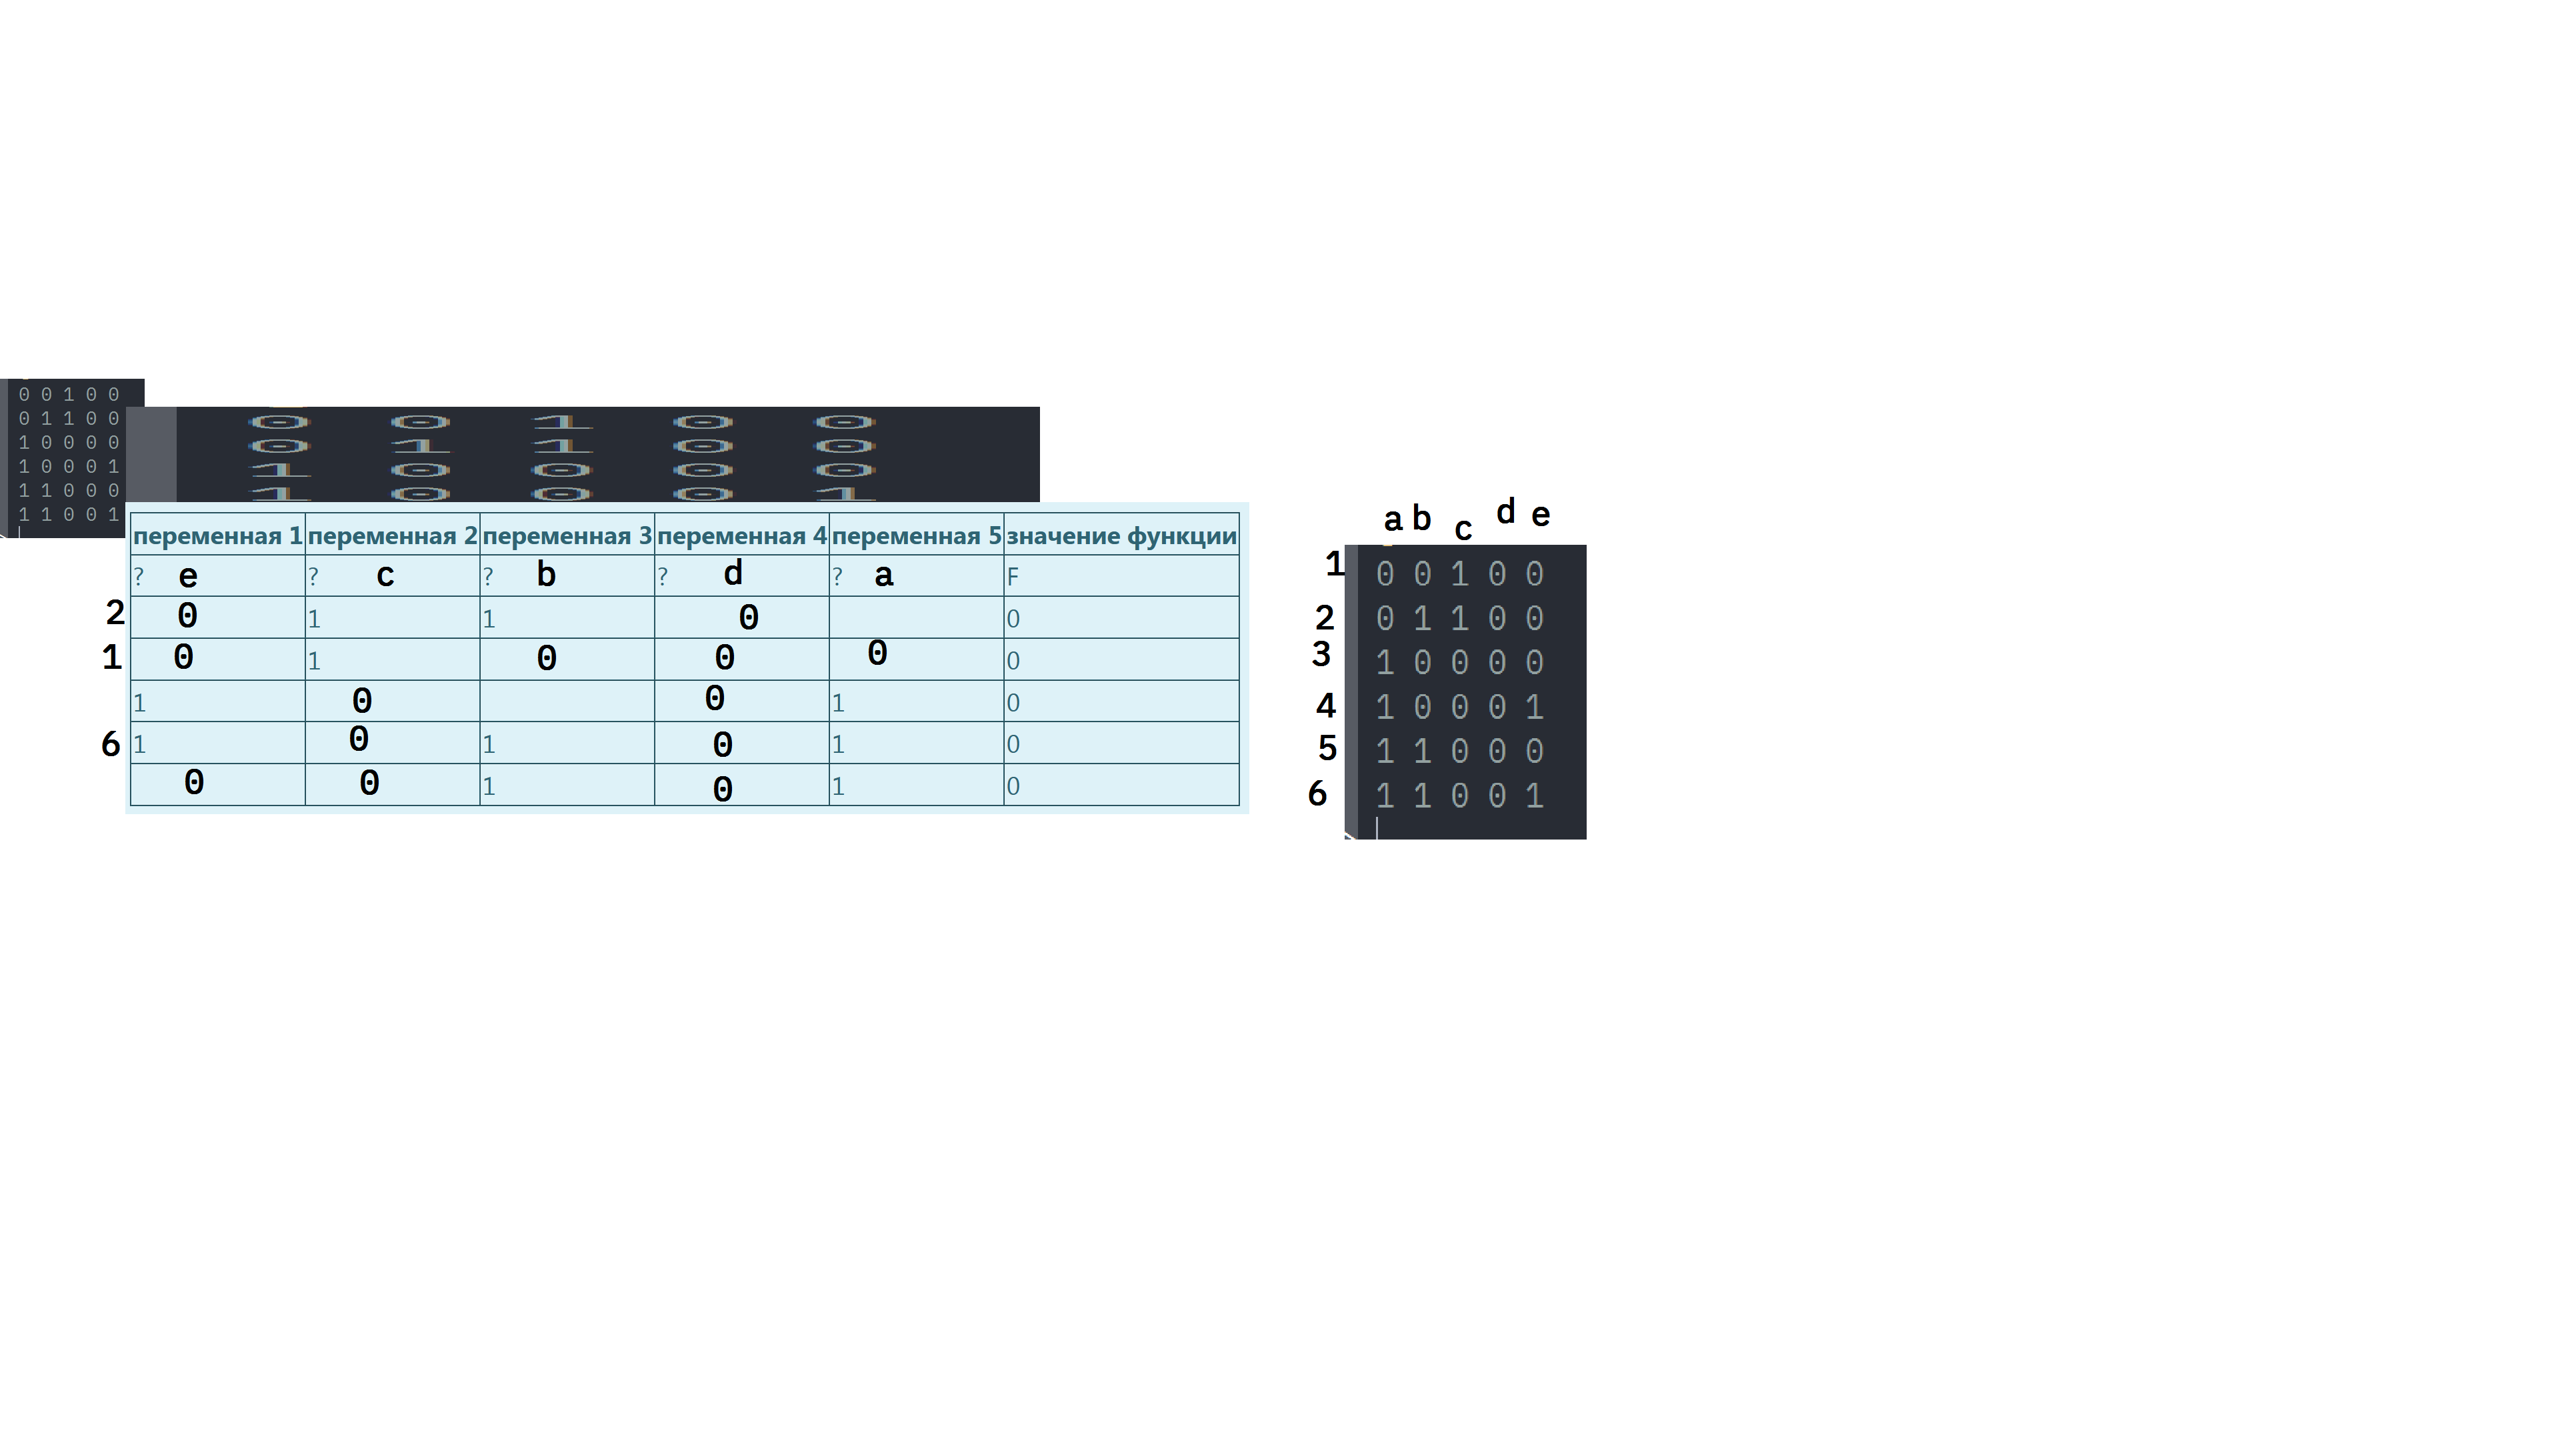 0 0 1 0 0
0 1 1 0 0
1 0 0 0 0
1 0 0 0 1
1 1 0 0 0
1 1 0 0 1
0 0 1 0 0
0 1 1 0 0
1 0 0 0 0
1 0 0 0 1
переменная 1 переменная 2 переменная 3 переменная 4 переменная 5 значение функции
? e ? c ? b ? d ? a F
2 0 1 1 0 0
1 0 1 0 0 0 0
1 0 0 1 0
6 1 0 1 0 1 0
0 0 1 0 1 0
a b c d e
1 0 0 1 0 0
2 0 1 1 0 0
3 1 0 0 0 0
4 1 0 0 0 1
5 1 1 0 0 0
6 1 1 0 0 1